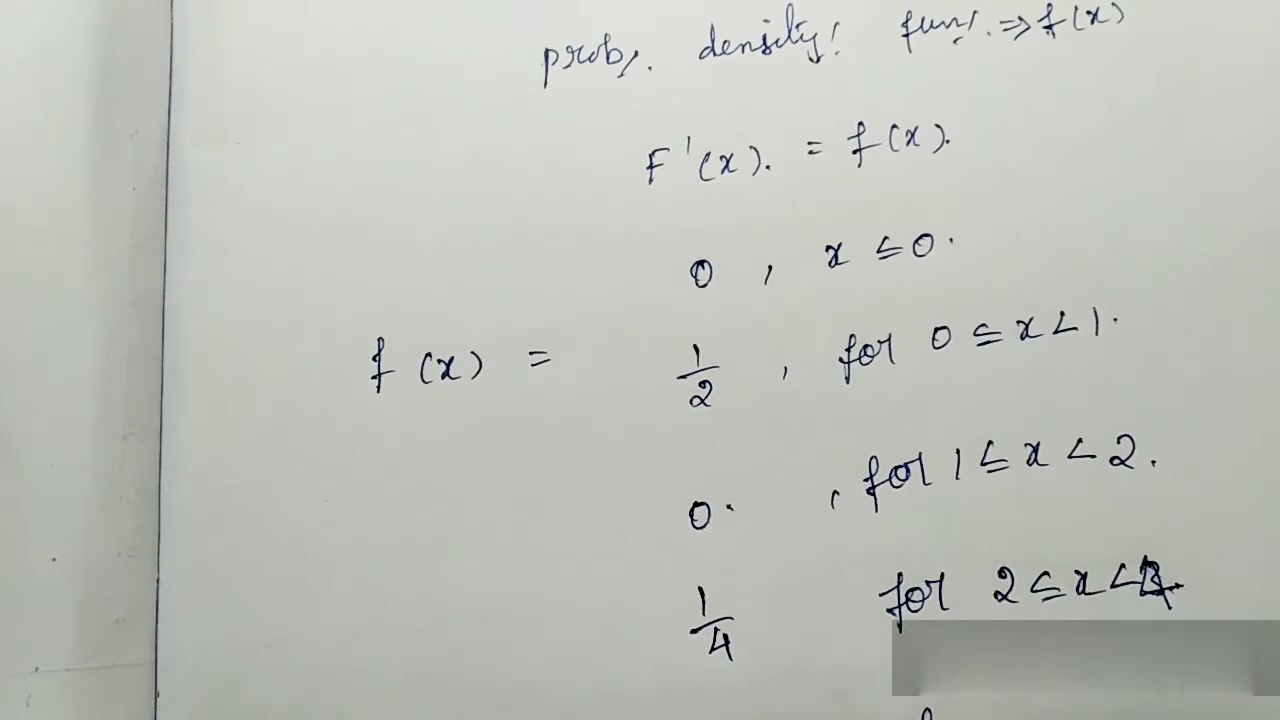 prob. density fun. ⇒ f(x)
F'(x). = f(x).
0 , x ≤ 0.
f(x) = 1/2 , for 0 ≤ x < 1.
0. , for 1 ≤ x < 2.
1/4 for 2 ≤ x <